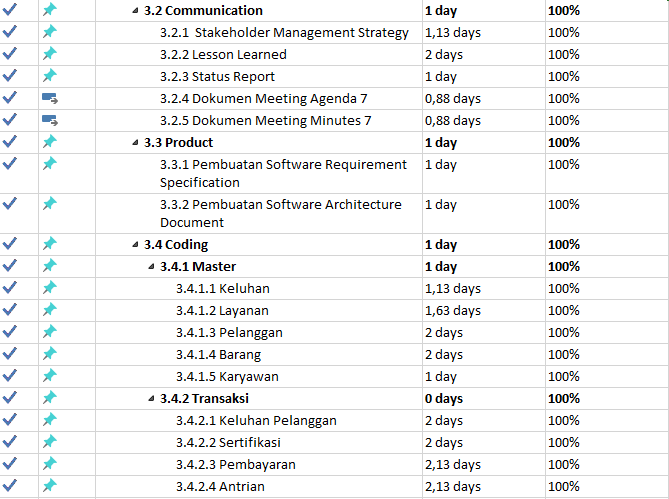 3.2 Communication 1 day 100%
3.2.1 Stakeholder Management Strategy 1,13 days 100%
3.2.2 Lesson Learned 2 days 100%
3.2.3 Status Report 1 day 100%
3.2.4 Dokumen Meeting Agenda 7 0,88 days 100%
3.2.5 Dokumen Meeting Minutes 7 0,88 days 100%
3.3 Product 1 day 100%
3.3.1 Pembuatan Software Requirement 1 day 100%
Specification
3.3.2 Pembuatan Software Architecture 1 day 100%
Document
3.4 Coding 1 day 100%
3.4.1 Master 1 day 100%
3.4.1.1 Keluhan 1,13 days 100%
3.4.1.2 Layanan 1,63 days 100%
3.4.1.3 Pelanggan 2 days 100%
3.4.1.4 Barang 2 days 100%
3.4.1.5 Karyawan 1 day 100%
3.4.2 Transaksi 0 days 100%
3.4.2.1 Keluhan Pelanggan 2 days 100%
3.4.2.2 Sertifikasi 2 days 100%
3.4.2.3 Pembayaran 2,13 days 100%
3.4.2.4 Antrian 2,13 days 100%